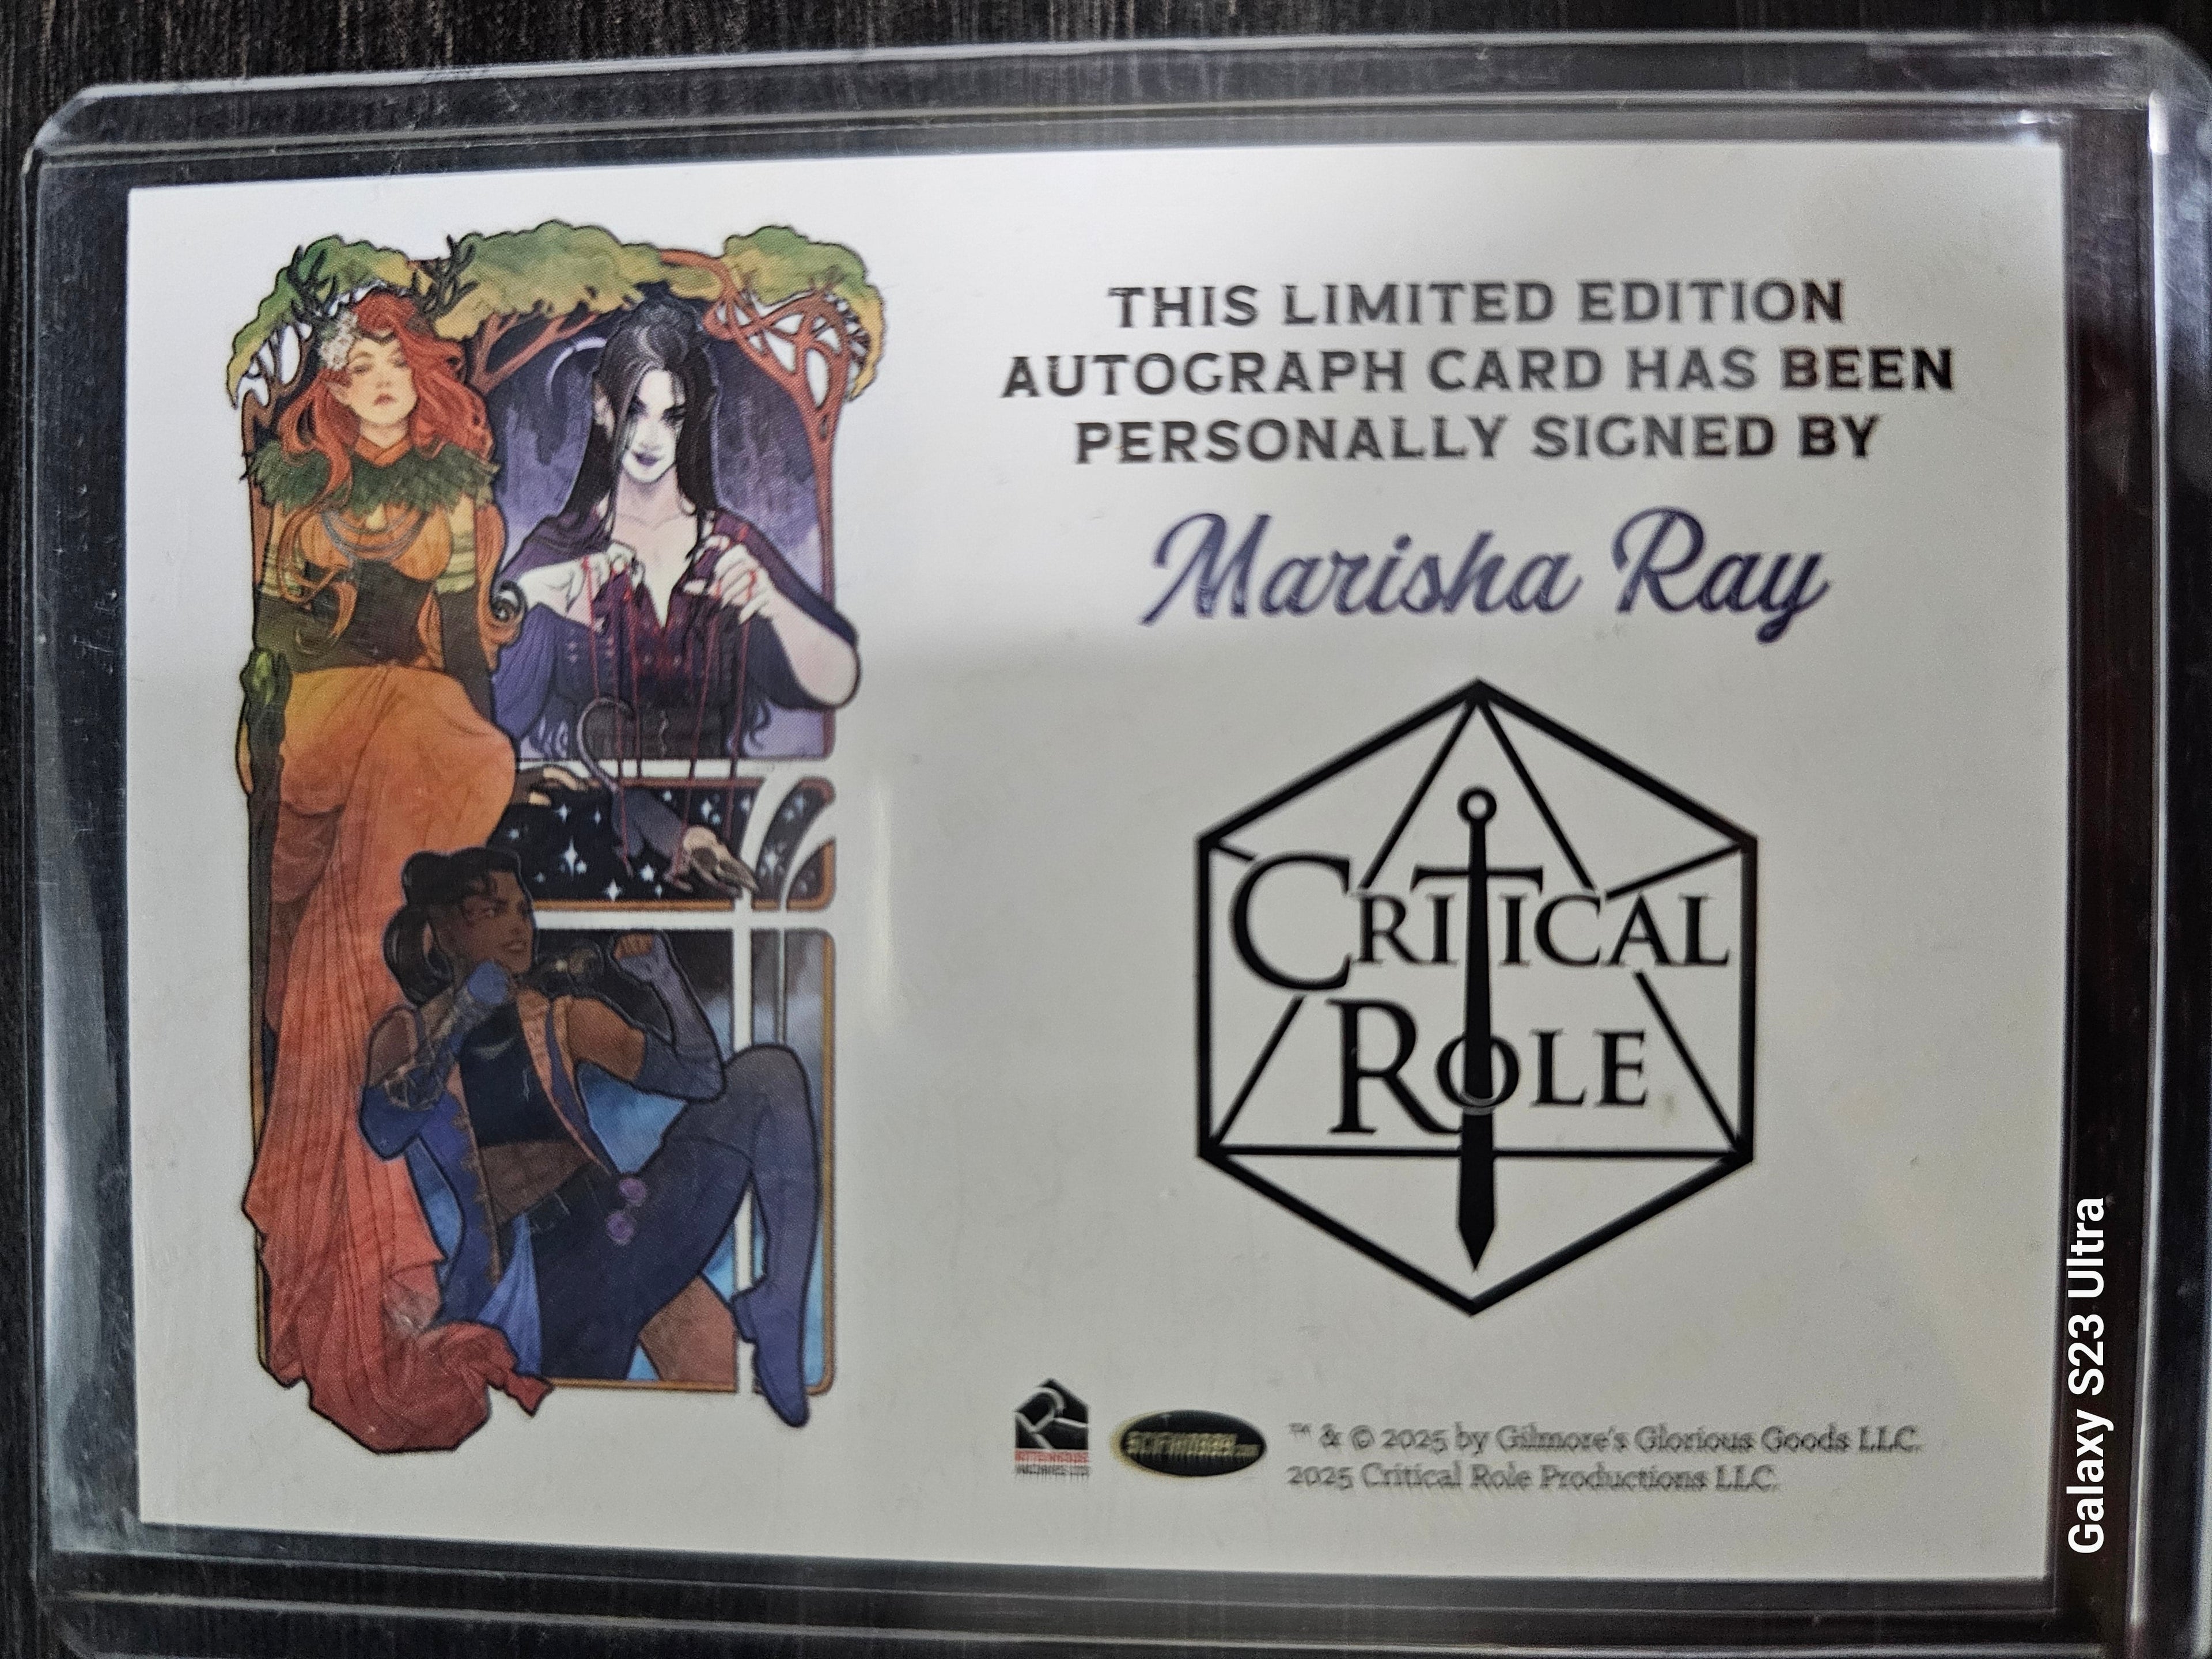 THIS LIMITED EDITION
AUTOGRAPH CARD HAS BEEN
PERSONALLY SIGNED BY
Marisha Ray
CRITICAL
ROLE
™ & © 2025 by Gilmore's Glorious Goods LLC.
2025 Critical Role Productions LLC.
Galaxy S23 Ultra